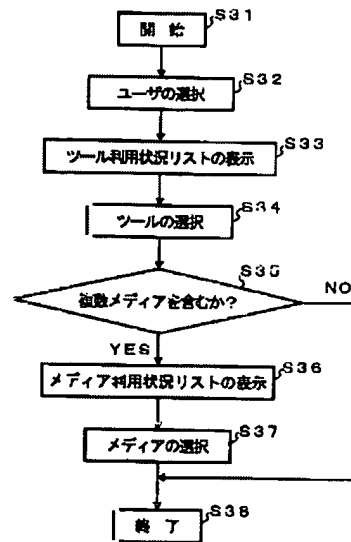 S31
開 始
S32
ユーザの選択
S33
ツール利用状況リストの表示
S34
ツールの選択
S35
複数メディアを含むか?
NO
YES
S36
メディア利用状況リストの表示
S37
メディアの選択
S38
終 了